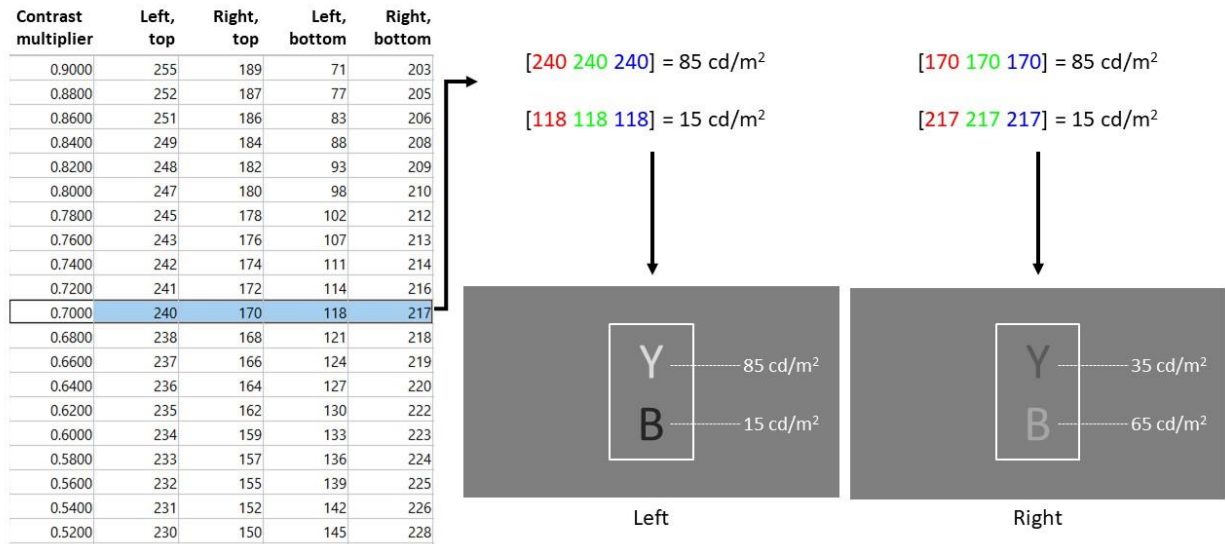 Contrast multiplier Left, top Right, top Left, bottom Right, bottom
0.9000 255 189 71 203
0.8800 252 187 77 205
0.8600 251 186 83 206
0.8400 249 184 88 208
0.8200 248 182 93 209
0.8000 247 180 98 210
0.7800 245 178 102 212
0.7600 243 176 107 213
0.7400 242 174 111 214
0.7200 241 172 114 216
0.7000 240 170 118 217
0.6800 238 168 121 218
0.6600 237 166 124 219
0.6400 236 164 127 220
0.6200 235 162 130 222
0.6000 234 159 133 223
0.5800 233 157 136 224
0.5600 232 155 139 225
0.5400 231 152 142 226
0.5200 230 150 145 228
[240 240 240] = 85 cd/m²
[118 118 118] = 15 cd/m²
[170 170 170] = 85 cd/m²
[217 217 217] = 15 cd/m²
Y 85 cd/m²
B 15 cd/m²
Left
Y 35 cd/m²
B 65 cd/m²
Right